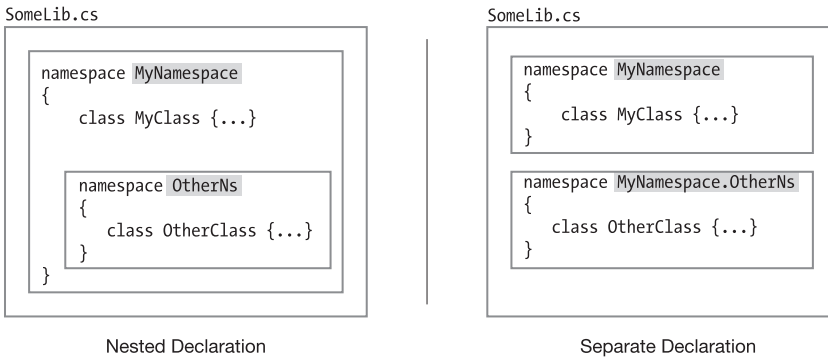 SomeLib.cs
namespace MyNamespace
{
class MyClass {...}
namespace OtherNs
{
class OtherClass {...}
}
}
Nested Declaration
SomeLib.cs
namespace MyNamespace
{
class MyClass {...}
}
namespace MyNamespace.OtherNs
{
class OtherClass {...}
}
Separate Declaration